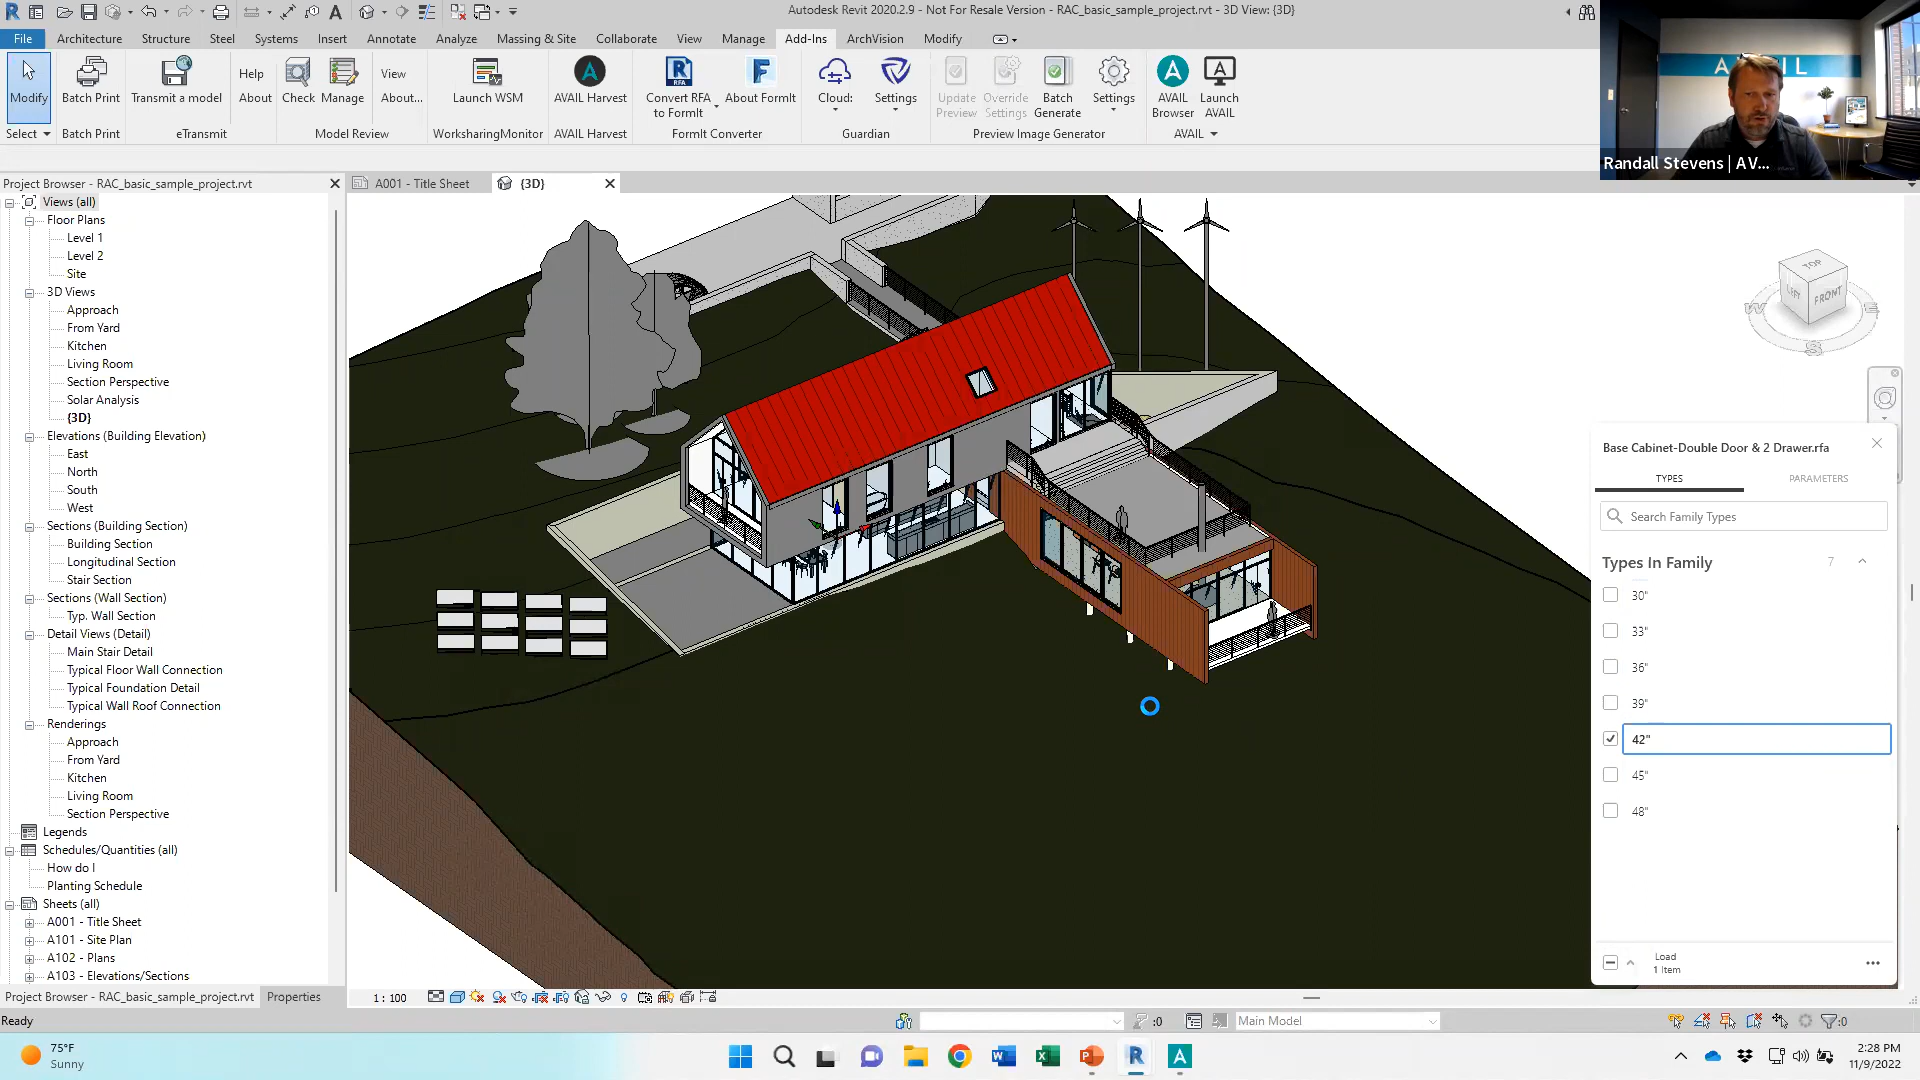 Autodesk Revit 2020.2.9 - Not For Resale Version - RAC_basic_sample_project.rvt - 3D View: {3D}
File Architecture Structure Steel Systems Insert Annotate Analyze Massing & Site Collaborate View Manage Add-Ins ArchVision Modify
Modify
Batch Print
Transmit a model
Help
About
Check
Manage
View
About...
Launch WSM
AVAIL Harvest
Convert RFA
to FormIt
About FormIt
Cloud:
Settings
Update
Preview
Override
Settings
Batch
Generate
Settings
AVAIL
Browser
Launch
AVAIL
Select
Batch Print
eTransmit
Model Review
WorksharingMonitor
AVAIL Harvest
FormIt Converter
Guardian
Preview Image Generator
AVAIL
Randall Stevens | AV...
Project Browser - RAC_basic_sample_project.rvt
A001 - Title Sheet
{3D}
Views (all)
Floor Plans
Level 1
Level 2
Site
3D Views
Approach
From Yard
Kitchen
Living Room
Section Perspective
Solar Analysis
{3D}
Elevations (Building Elevation)
East
North
South
West
Sections (Building Section)
Building Section
Longitudinal Section
Stair Section
Sections (Wall Section)
Typ. Wall Section
Detail Views (Detail)
Main Stair Detail
Typical Floor Wall Connection
Typical Foundation Detail
Typical Wall Roof Connection
Renderings
Approach
From Yard
Kitchen
Living Room
Section Perspective
Legends
Schedules/Quantities (all)
How do I
Planting Schedule
Sheets (all)
A001 - Title Sheet
A101 - Site Plan
A102 - Plans
A103 - Elevations/Sections
Project Browser - RAC_basic_sample_project.rvt
Properties
TOP
LEFT
FRONT
W
E
S
Base Cabinet-Double Door & 2 Drawer.rfa
TYPES
PARAMETERS
Search Family Types
Types In Family
7
30"
33"
36"
39"
42"
45"
48"
Load
1 Item
1 : 100
Ready
:0
Main Model
:0
75°F
Sunny
2:28 PM
11/9/2022